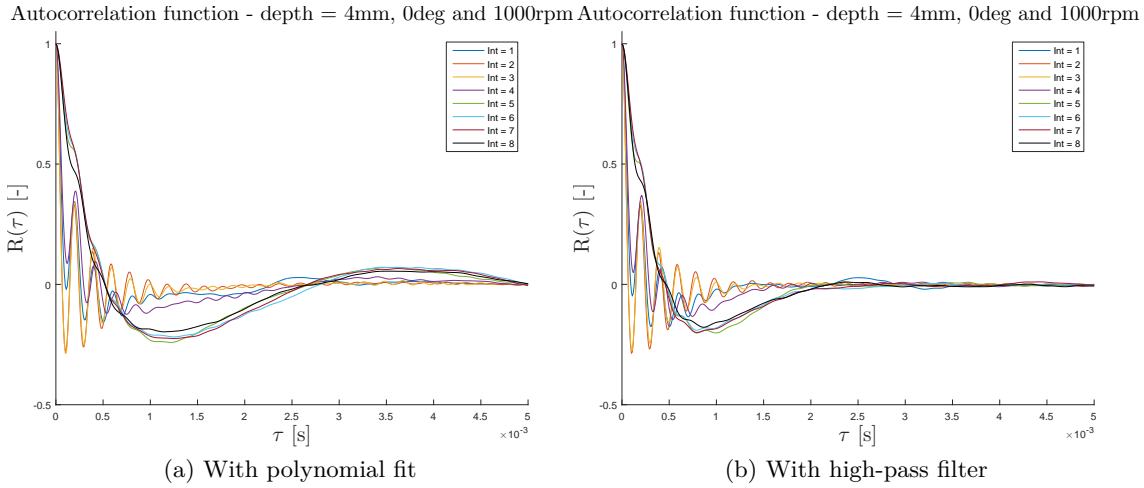 Autocorrelation function - depth = 4mm, 0deg and 1000rpm
1
0.5
0
-0.5
R(τ) [-]
0 0.5 1 1.5 2 2.5 3 3.5 4 4.5 5
×10⁻³
τ [s]
Int = 1
Int = 2
Int = 3
Int = 4
Int = 5
Int = 6
Int = 7
Int = 8
(a) With polynomial fit
Autocorrelation function - depth = 4mm, 0deg and 1000rpm
1
0.5
0
-0.5
R(τ) [-]
0 0.5 1 1.5 2 2.5 3 3.5 4 4.5 5
×10⁻³
τ [s]
Int = 1
Int = 2
Int = 3
Int = 4
Int = 5
Int = 6
Int = 7
Int = 8
(b) With high-pass filter